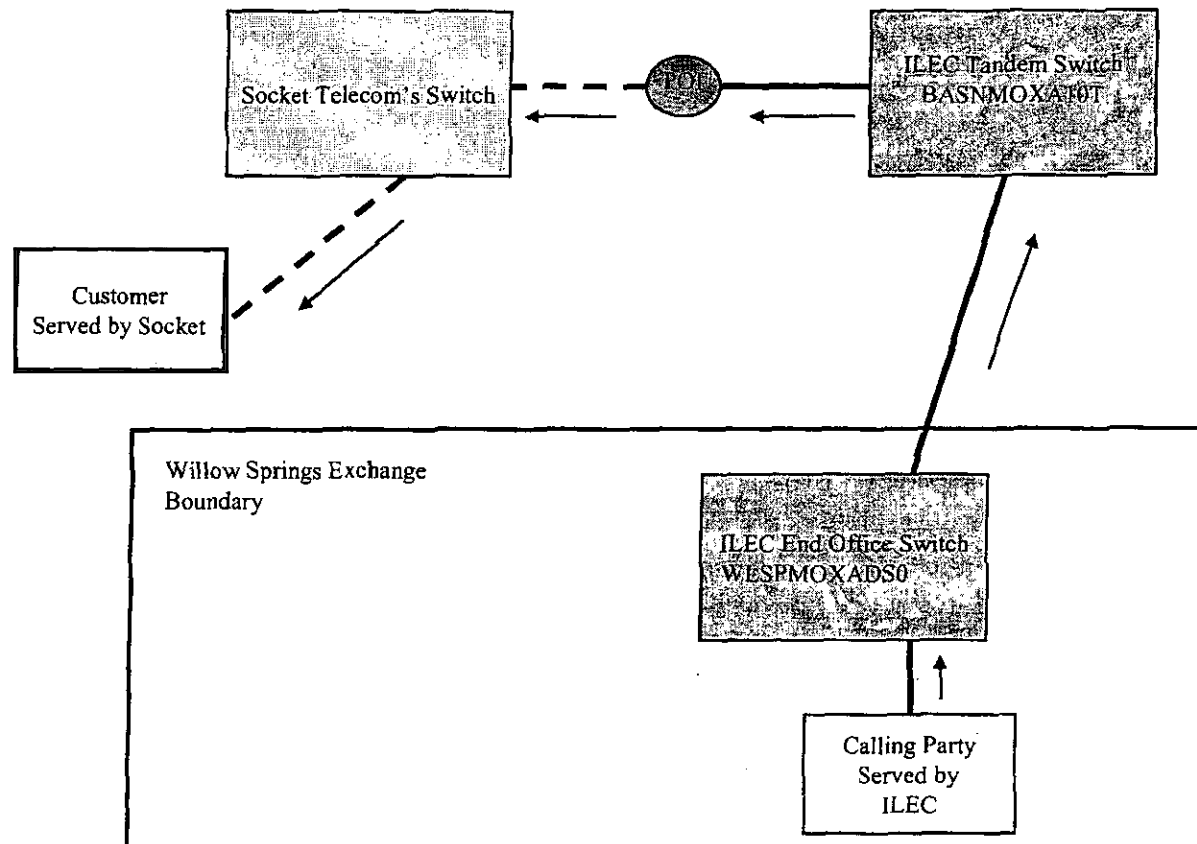 Socket Telecom's Switch
POI
ILEC Tandem Switch
BASNMOXA10T
Customer
Served by Socket
Willow Springs Exchange
Boundary
ILEC End Office Switch
WESPMOXADS0
Calling Party
Served by
ILEC